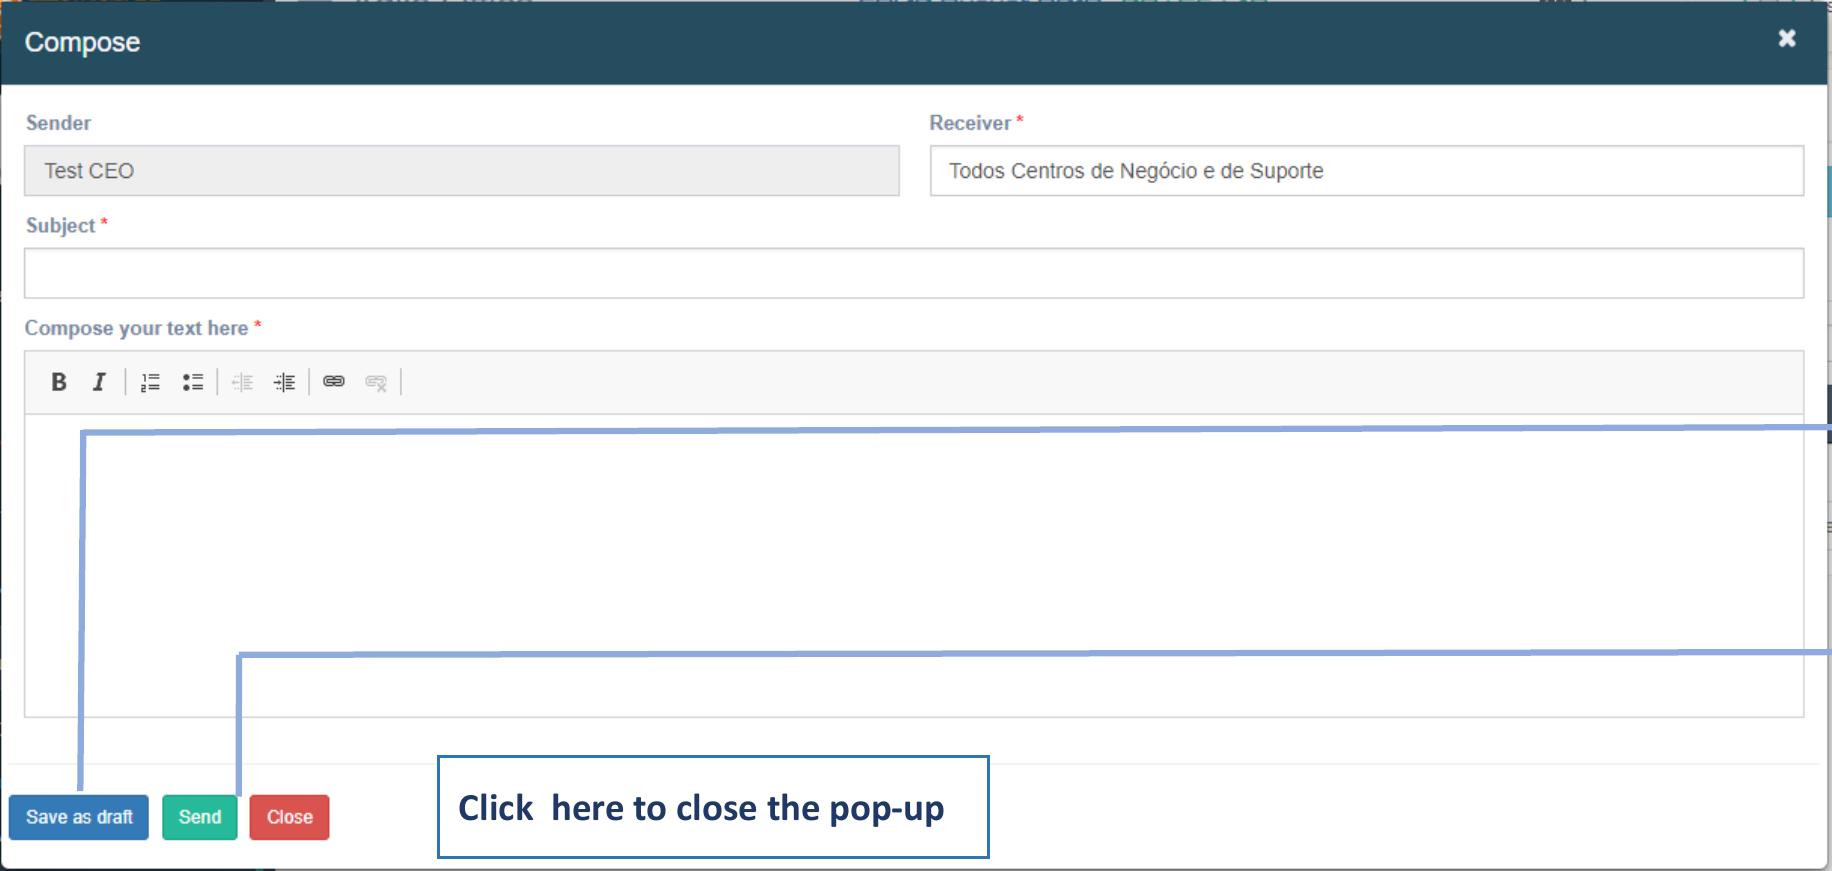 Compose
Sender
Receiver *
Test CEO
Todos Centros de Negócio e de Suporte
Subject *
Compose your text here *
B I
Save as draft
Send
Close
Click here to close the pop-up